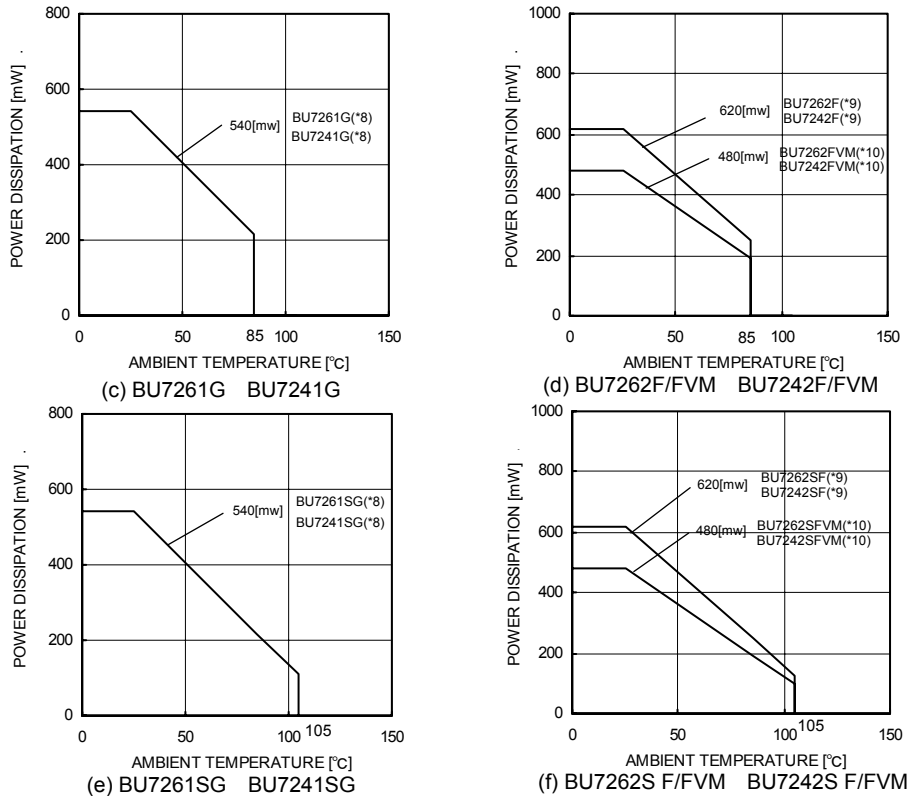 800
600
400
200
0
POWER DISSIPATION [mW] .
540[mw]
BU7261G(*8)
BU7241G(*8)
0
50
85
100
150
AMBIENT TEMPERATURE [°C]
(c) BU7261G BU7241G
1000
800
600
400
200
0
POWER DISSIPATION [mW] .
620[mw]
BU7262F(*9)
BU7242F(*9)
480[mw]
BU7262FVM(*10)
BU7242FVM(*10)
0
50
85
100
150
AMBIENT TEMPERATURE [°C]
(d) BU7262F/FVM BU7242F/FVM
800
600
400
200
0
POWER DISSIPATION [mW] .
540[mw]
BU7261SG(*8)
BU7241SG(*8)
0
50
100
105
150
AMBIENT TEMPERATURE [°C]
(e) BU7261SG BU7241SG
1000
800
600
400
200
0
POWER DISSIPATION [mW] .
620[mw]
BU7262SF(*9)
BU7242SF(*9)
480[mw]
BU7262SFVM(*10)
BU7242SFVM(*10)
0
50
100
105
150
AMBIENT TEMPERATURE [°C]
(f) BU7262S F/FVM BU7242S F/FVM